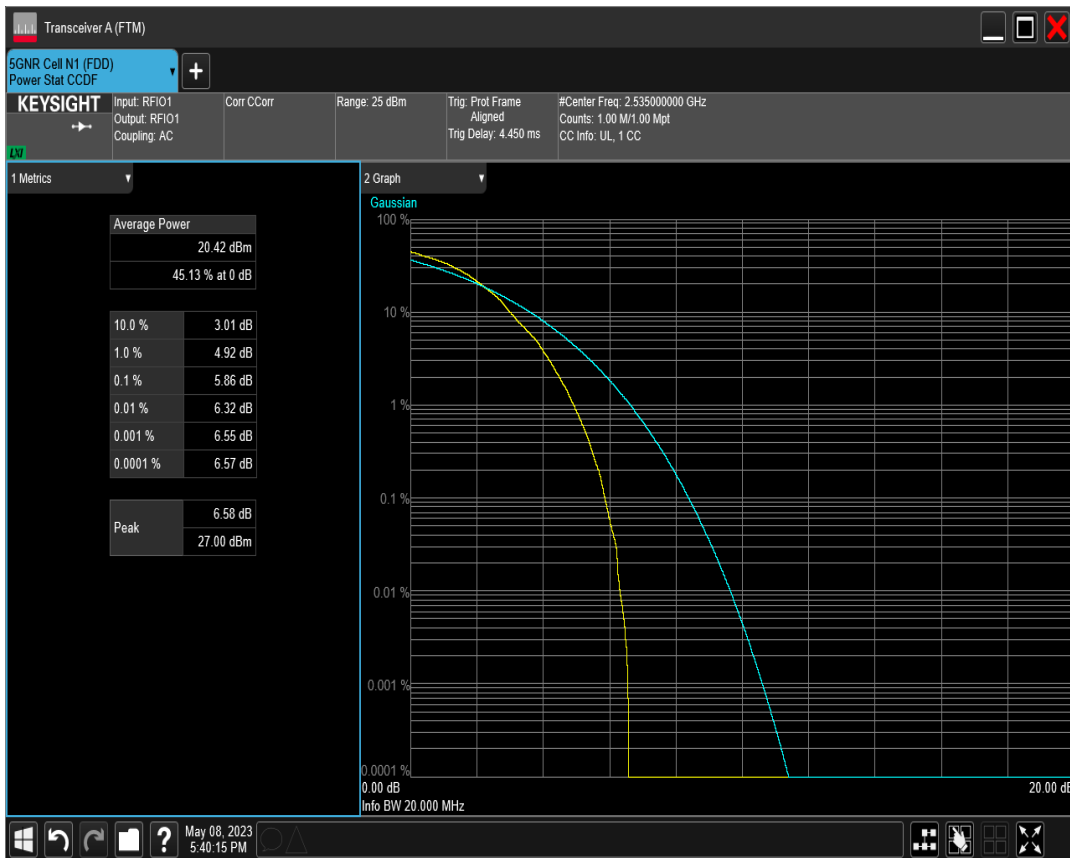 Transceiver A (FTM)
5GNR Cell N1 (FDD)
Power Stat CCDF
+
KEYSIGHT
LXI
Input: RFIO1
Output: RFIO1
Coupling: AC
Corr CCorr
Range: 25 dBm
Trig: Prot Frame
Aligned
Trig Delay: 4.450 ms
#Center Freq: 2.535000000 GHz
Counts: 1.00 M/1.00 Mpt
CC Info: UL, 1 CC
1 Metrics
Average Power
20.42 dBm
45.13 % at 0 dB
10.0 % 3.01 dB
1.0 % 4.92 dB
0.1 % 5.86 dB
0.01 % 6.32 dB
0.001 % 6.55 dB
0.0001 % 6.57 dB
Peak
6.58 dB
27.00 dBm
2 Graph
Gaussian
100 %
10 %
1 %
0.1 %
0.01 %
0.001 %
0.0001 %
0.00 dB 20.00 dB
Info BW 20.000 MHz
?
May 08, 2023
5:40:15 PM